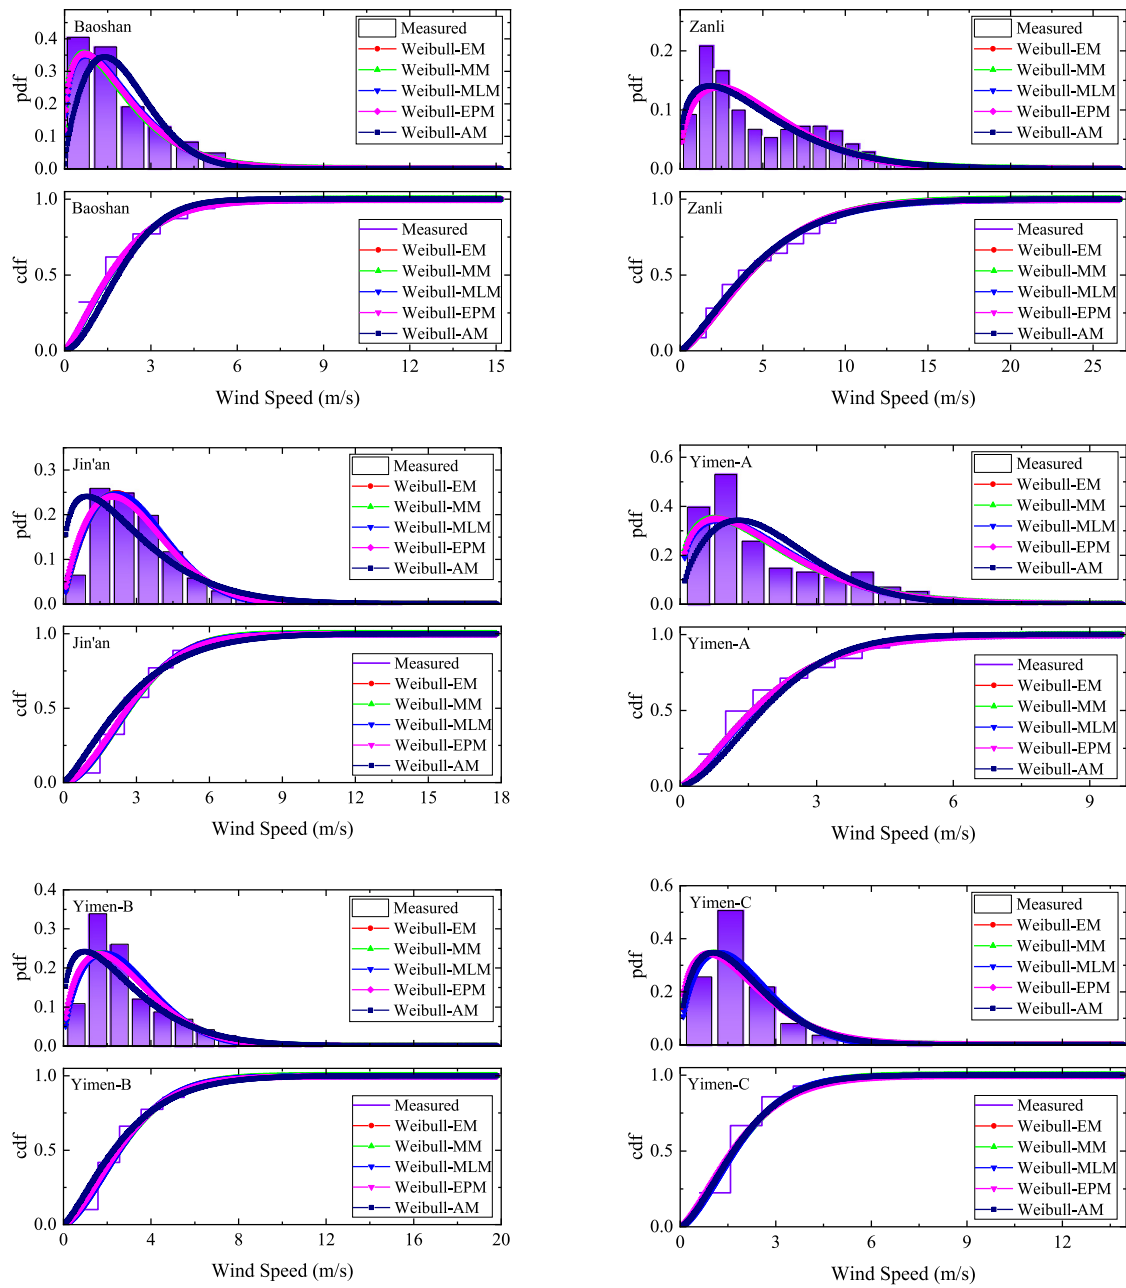 Baoshan
Measured
Weibull-EM
Weibull-MM
Weibull-MLM
Weibull-EPM
Weibull-AM
pdf
0.4
0.3
0.2
0.1
0.0
Baoshan
Measured
Weibull-EM
Weibull-MM
Weibull-MLM
Weibull-EPM
Weibull-AM
cdf
1.0
0.5
0.0
0 3 6 9 12 15
Wind Speed (m/s)
Zanli
Measured
Weibull-EM
Weibull-MM
Weibull-MLM
Weibull-EPM
Weibull-AM
pdf
0.2
0.1
0.0
Zanli
Measured
Weibull-EM
Weibull-MM
Weibull-MLM
Weibull-EPM
Weibull-AM
cdf
1.0
0.5
0.0
0 5 10 15 20 25
Wind Speed (m/s)
Jin'an
Measured
Weibull-EM
Weibull-MM
Weibull-MLM
Weibull-EPM
Weibull-AM
pdf
0.3
0.2
0.1
0.0
Jin'an
Measured
Weibull-EM
Weibull-MM
Weibull-MLM
Weibull-EPM
Weibull-AM
cdf
1.0
0.5
0.0
0 3 6 9 12 15 18
Wind Speed (m/s)
Yimen-A
Measured
Weibull-EM
Weibull-MM
Weibull-MLM
Weibull-EPM
Weibull-AM
pdf
0.6
0.4
0.2
0.0
Yimen-A
Measured
Weibull-EM
Weibull-MM
Weibull-MLM
Weibull-EPM
Weibull-AM
cdf
1.0
0.5
0.0
0 3 6 9
Wind Speed (m/s)
Yimen-B
Measured
Weibull-EM
Weibull-MM
Weibull-MLM
Weibull-EPM
Weibull-AM
pdf
0.4
0.3
0.2
0.1
0.0
Yimen-B
Measured
Weibull-EM
Weibull-MM
Weibull-MLM
Weibull-EPM
Weibull-AM
cdf
1.0
0.5
0.0
0 4 8 12 16 20
Wind Speed (m/s)
Yimen-C
Measured
Weibull-EM
Weibull-MM
Weibull-MLM
Weibull-EPM
Weibull-AM
pdf
0.6
0.4
0.2
0.0
Yimen-C
Measured
Weibull-EM
Weibull-MM
Weibull-MLM
Weibull-EPM
Weibull-AM
cdf
1.0
0.5
0.0
0 3 6 9 12
Wind Speed (m/s)